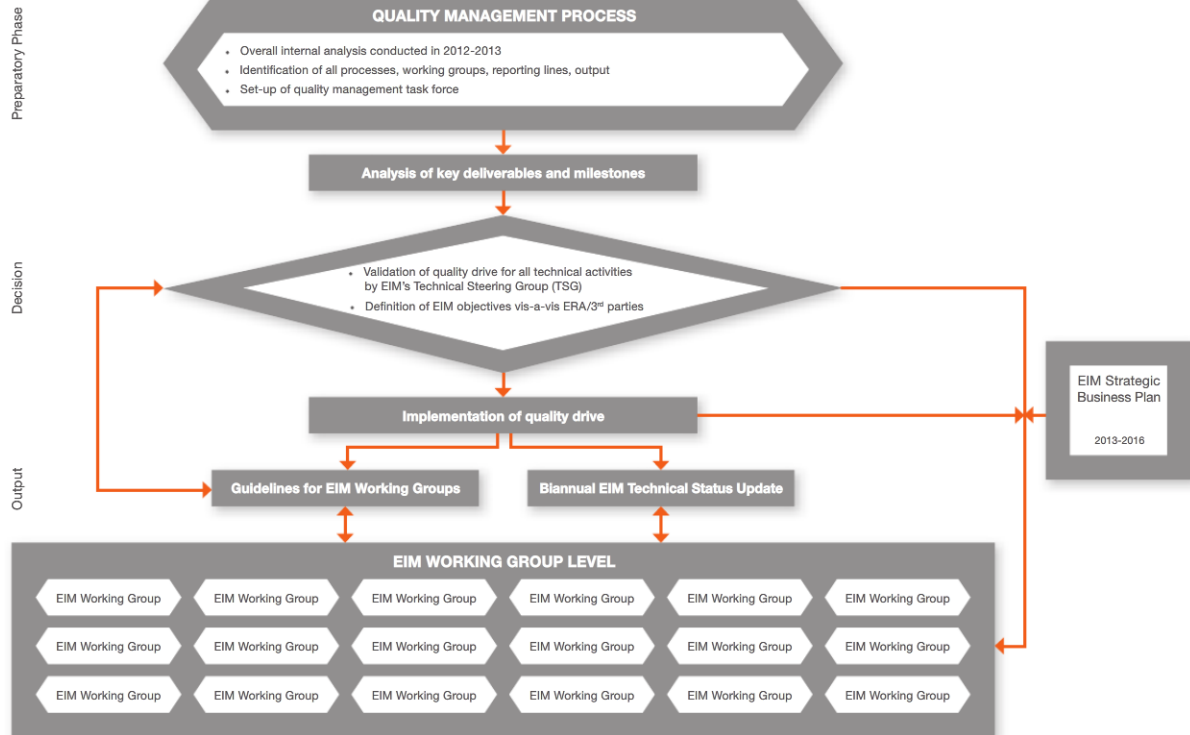 Preparatory Phase
QUALITY MANAGEMENT PROCESS
• Overall internal analysis conducted in 2012-2013
• Identification of all processes, working groups, reporting lines, output
• Set-up of quality management task force
Analysis of key deliverables and milestones
Decision
• Validation of quality drive for all technical activities
by EIM's Technical Steering Group (TSG)
• Definition of EIM objectives vis-a-vis ERA/3rd parties
EIM Strategic
Business Plan
2013-2016
Implementation of quality drive
Output
Guidelines for EIM Working Groups
Biannual EIM Technical Status Update
EIM WORKING GROUP LEVEL
EIM Working Group EIM Working Group EIM Working Group EIM Working Group EIM Working Group EIM Working Group
EIM Working Group EIM Working Group EIM Working Group EIM Working Group EIM Working Group EIM Working Group
EIM Working Group EIM Working Group EIM Working Group EIM Working Group EIM Working Group EIM Working Group